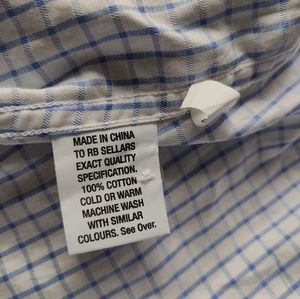 MADE IN CHINA
TO RB SELLARS
EXACT QUALITY
SPECIFICATION.
100% COTTON
COLD OR WARM
MACHINE WASH
WITH SIMILAR
COLOURS. See Over.